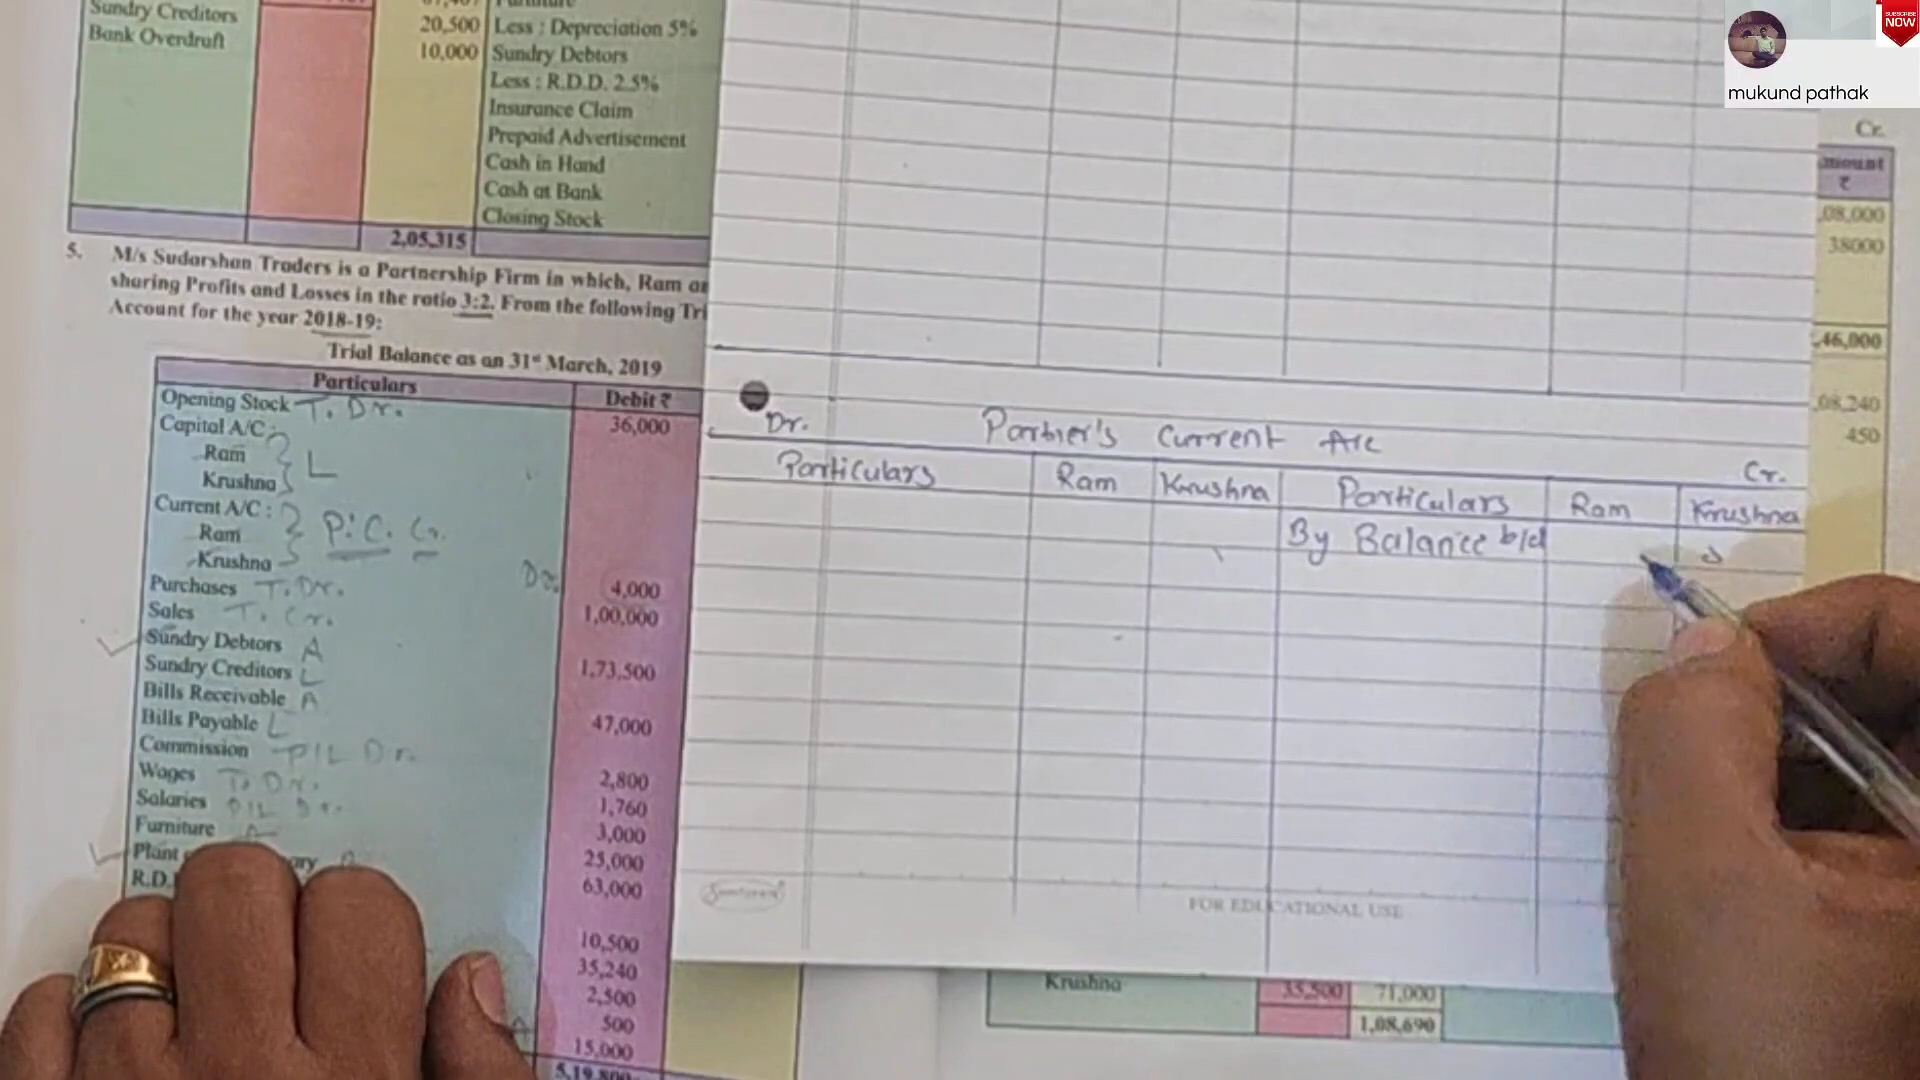 Sundry Creditors
Bank Overdraft
20,500 Less : Depreciation 5%
10,000 Sundry Debtors
Less : R.D.D. 2.5%
Insurance Claim
Prepaid Advertisement
Cash in Hand
Cash at Bank
Closing Stock
2,05,315
5. M/s Sudarshan Traders is a Partnership Firm in which, Ram
sharing Profits and Losses in the ratio 3:2. From the following
Account for the year 2018-19:
Trial Balance as an 31st March, 2019
Particulars Debit ₹
Opening Stock T. Dr. 36,000
Capital A/C:
Ram L
Krushna
Current A/C :
Ram P.C. Cr.
Krushna Dr. 4,000
Purchases T. Dr. 1,00,000
Sales T. Cr.
Sundry Debtors A 1,73,500
Sundry Creditors L
Bills Receivable A 47,000
Bills Payable L
Commission P/L Dr. 2,800
Wages T. Dr. 1,760
Salaries P/L Dr. 3,000
Furniture A 25,000
Plant 63,000
10,500
35,240
2,500
500
15,000
5,19,800
Dr. Partner's Current A/c
Cr.
Particulars Ram Krushna Particulars Ram Krushna
By Balance b/d
Sundaram
FOR EDUCATIONAL USE
Krushna 35,500 71,000
1,08,690
SUBSCRIBE
NOW
mukund pathak
Cr.
₹
08,000
38000
46,000
08,240
450